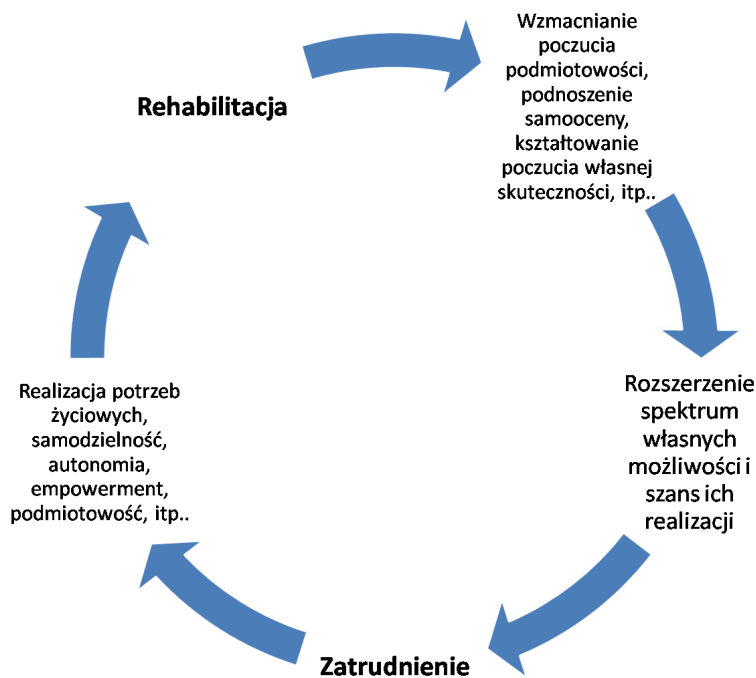 Rehabilitacja
Wzmacnianie
poczucia
podmiotowości,
podnoszenie
samooceny,
kształtowanie
poczucia własnej
skuteczności, itp..
Rozszerzenie
spektrum
własnych
możliwości i
szans ich
realizacji
Zatrudnienie
Realizacja potrzeb
życiowych,
samodzielność,
autonomia,
empowerment,
podmiotowość, itp..